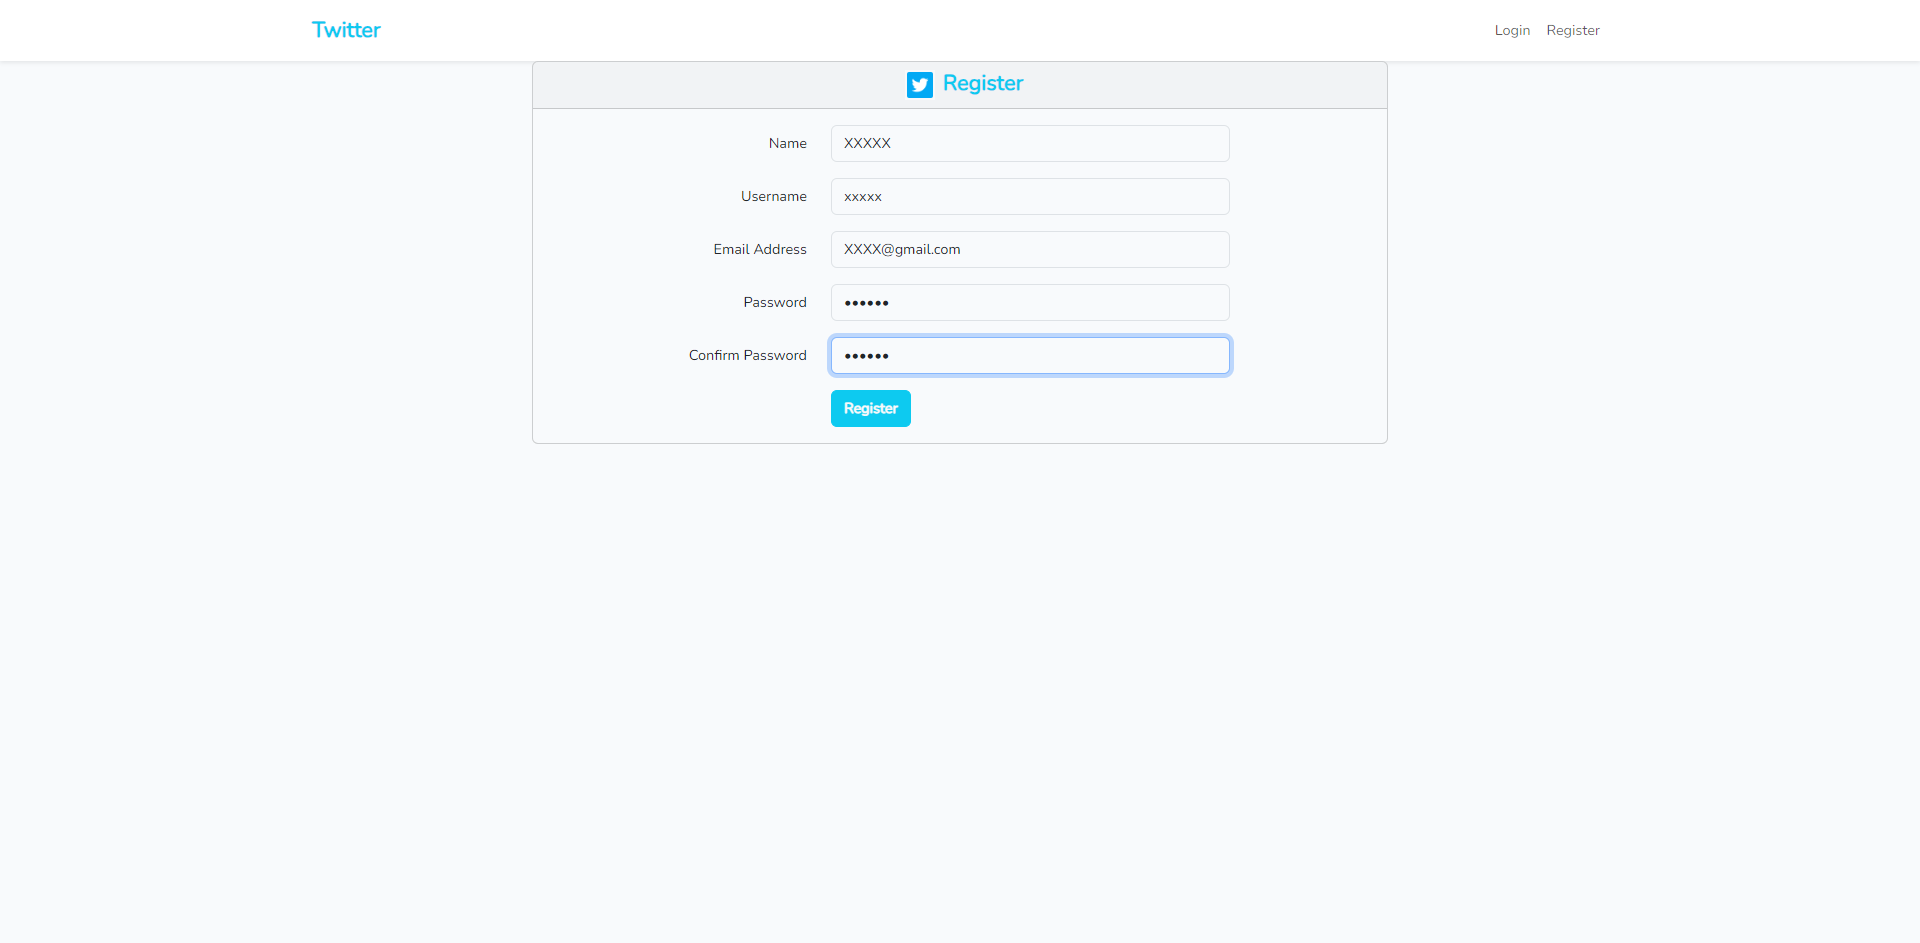 Twitter
Login Register
Register
Name XXXXX
Username xxxxx
Email Address XXXX@gmail.com
Password ••••••
Confirm Password ••••••
Register